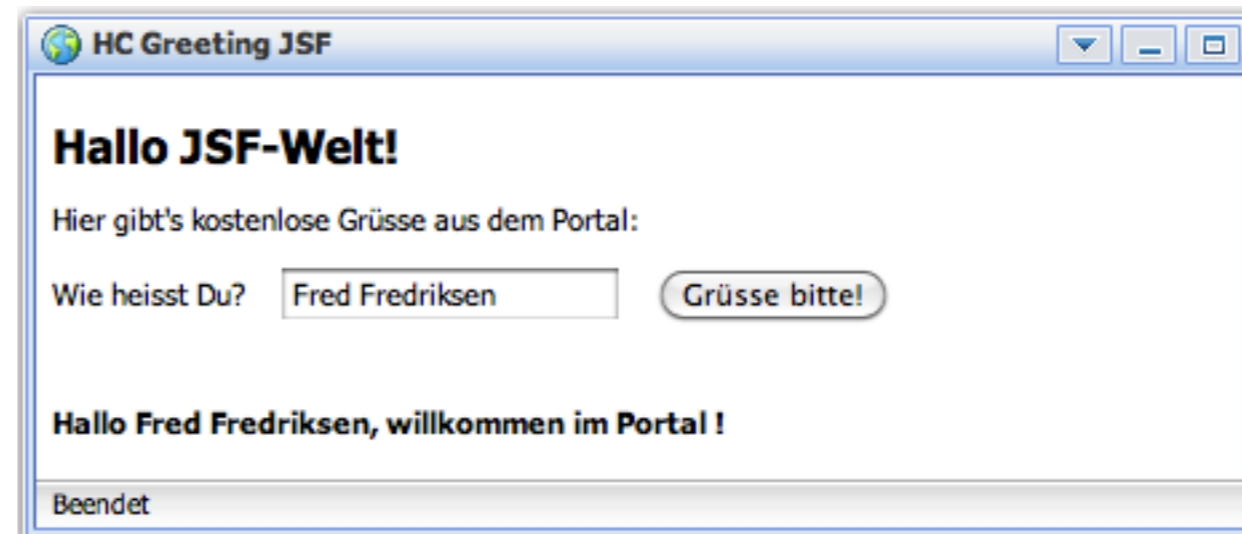 HC Greeting JSF
Hallo JSF-Welt!
Hier gibt's kostenlose Grüsse aus dem Portal:
Wie heisst Du? Fred Fredriksen Grüsse bitte!
Hallo Fred Fredriksen, willkommen im Portal !
Beendet